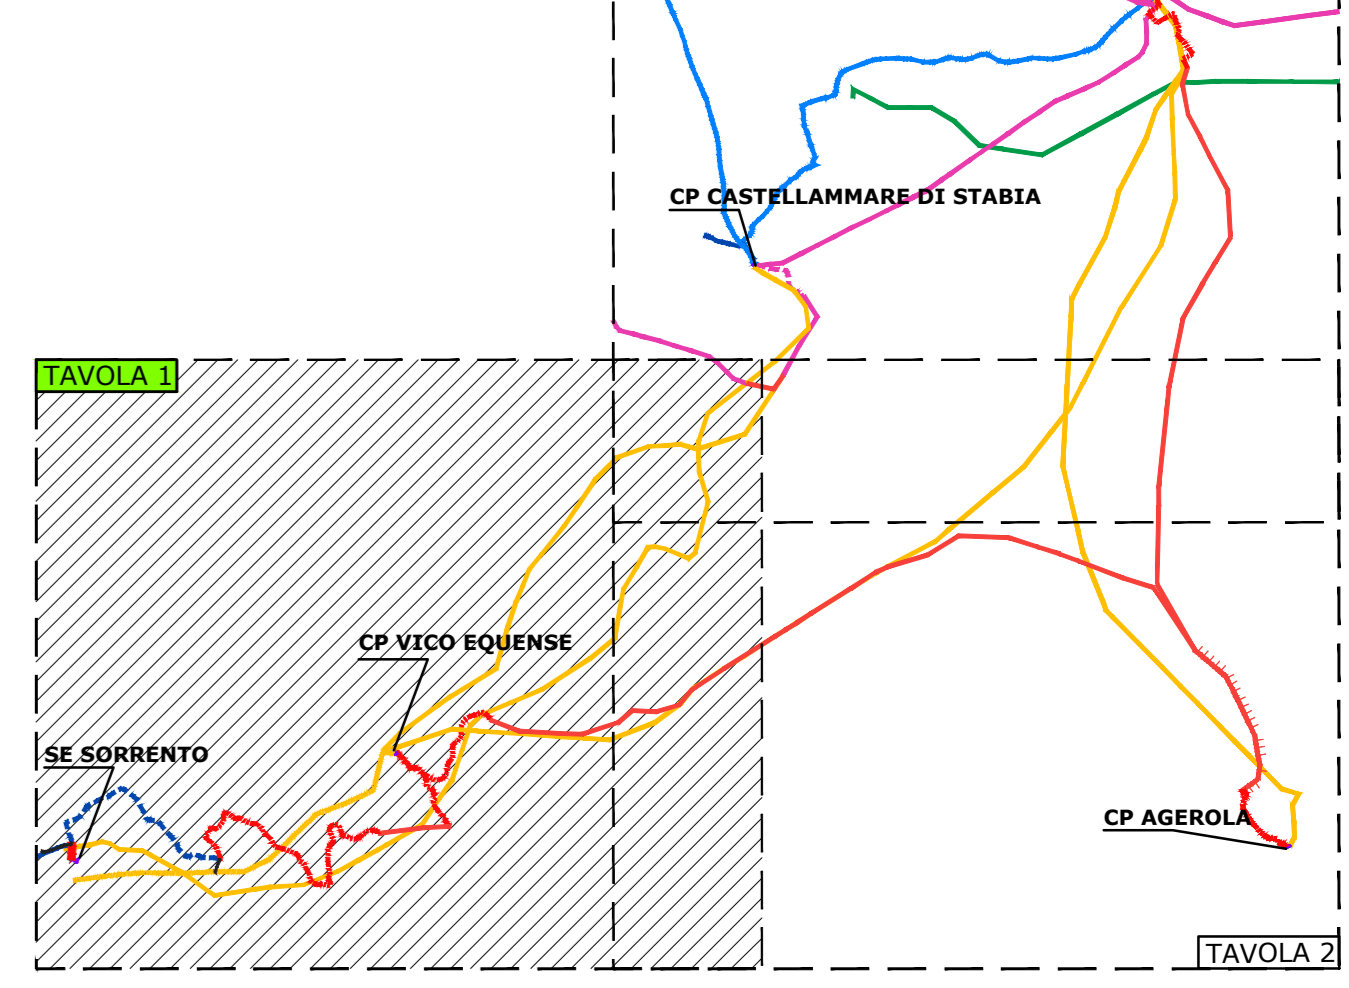 CP CASTELLAMMARE DI STABIA
TAVOLA 1
CP VICO EQUENSE
SE SORRENTO
CP AGEROLA
TAVOLA 2